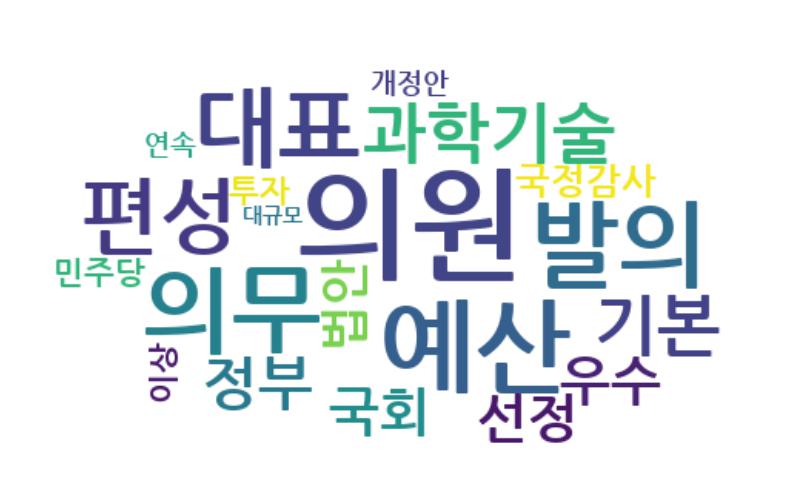 개정안
대표
과학기술
연속
국정감사
투자
편성
대규모
의원
발의
민주당
의무
법안
예산
기본
이상
정부
우수
국회
선정